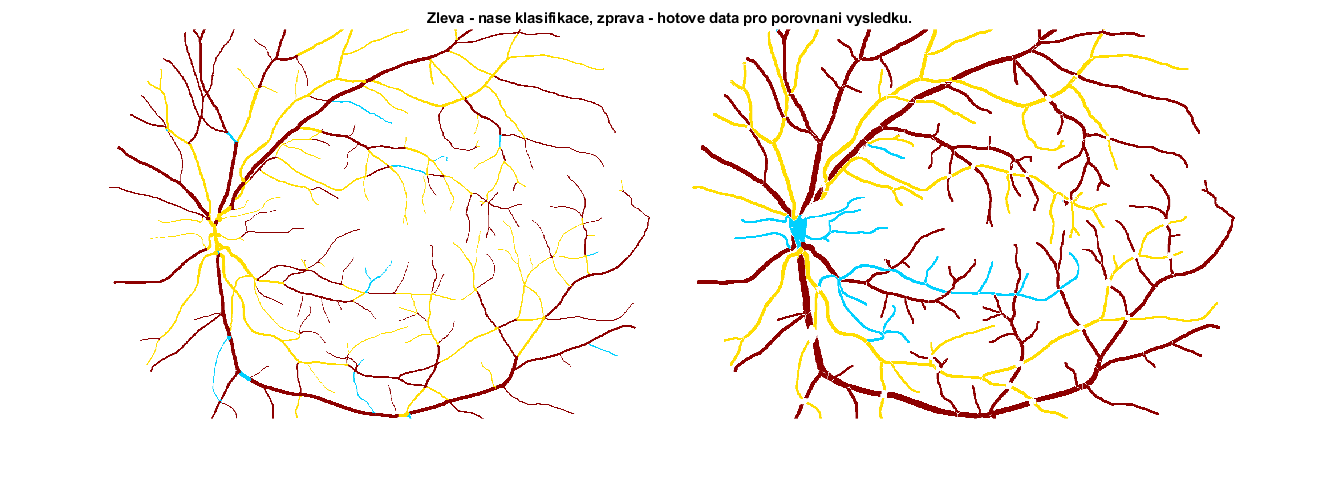 Zleva - nase klasifikace, zprava - hotove data pro porovnani vysledku.